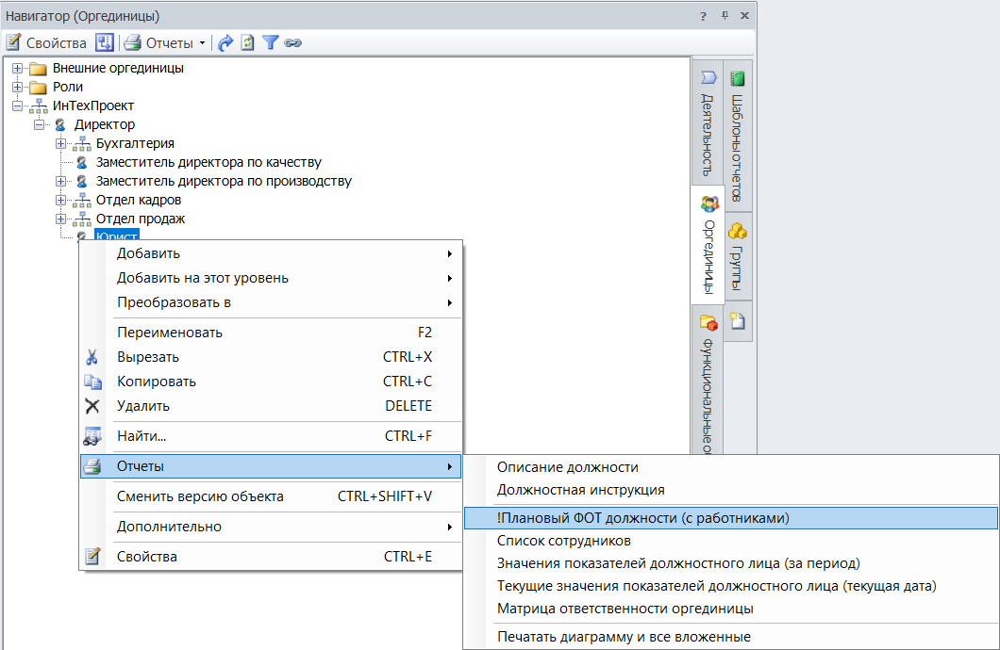 Навигатор (Оргединицы)
Свойства
Отчеты
Внешние оргединицы
Роли
ИнТехПроект
Директор
Бухгалтерия
Заместитель директора по качеству
Заместитель директора по производству
Отдел кадров
Отдел продаж
Юрист
Добавить
Добавить на этот уровень
Преобразовать в
Переименовать F2
Вырезать CTRL+X
Копировать CTRL+C
Удалить DELETE
Найти... CTRL+F
Отчеты
Сменить версию объекта CTRL+SHIFT+V
Дополнительно
Свойства CTRL+E
Описание должности
Должностная инструкция
!Плановый ФОТ должности (с работниками)
Список сотрудников
Значения показателей должностного лица (за период)
Текущие значения показателей должностного лица (текущая дата)
Матрица ответственности оргединицы
Печатать диаграмму и все вложенные
Деятельность
Оргединицы
Функциональные о
Шаблоны отчетов
Группы